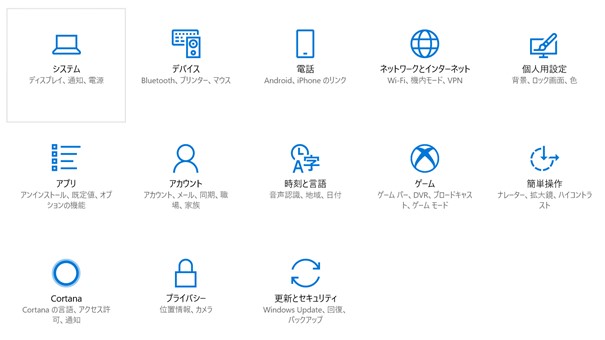 システム
ディスプレイ、通知、電源
デバイス
Bluetooth、プリンター、マウス
電話
Android、iPhone のリンク
ネットワークとインターネット
Wi-Fi、機内モード、VPN
個人用設定
背景、ロック画面、色
アプリ
アンインストール、既定値、オプ
ションの機能
アカウント
アカウント、メール、同期、職
場、家族
時刻と言語
音声認識、地域、日付
ゲーム
ゲーム バー、DVR、ブロードキャス
ト、ゲーム モード
簡単操作
ナレーター、拡大鏡、ハイコントラ
スト
Cortana
Cortana の言語、アクセス許
可、通知
プライバシー
位置情報、カメラ
更新とセキュリティ
Windows Update、回復、
バックアップ